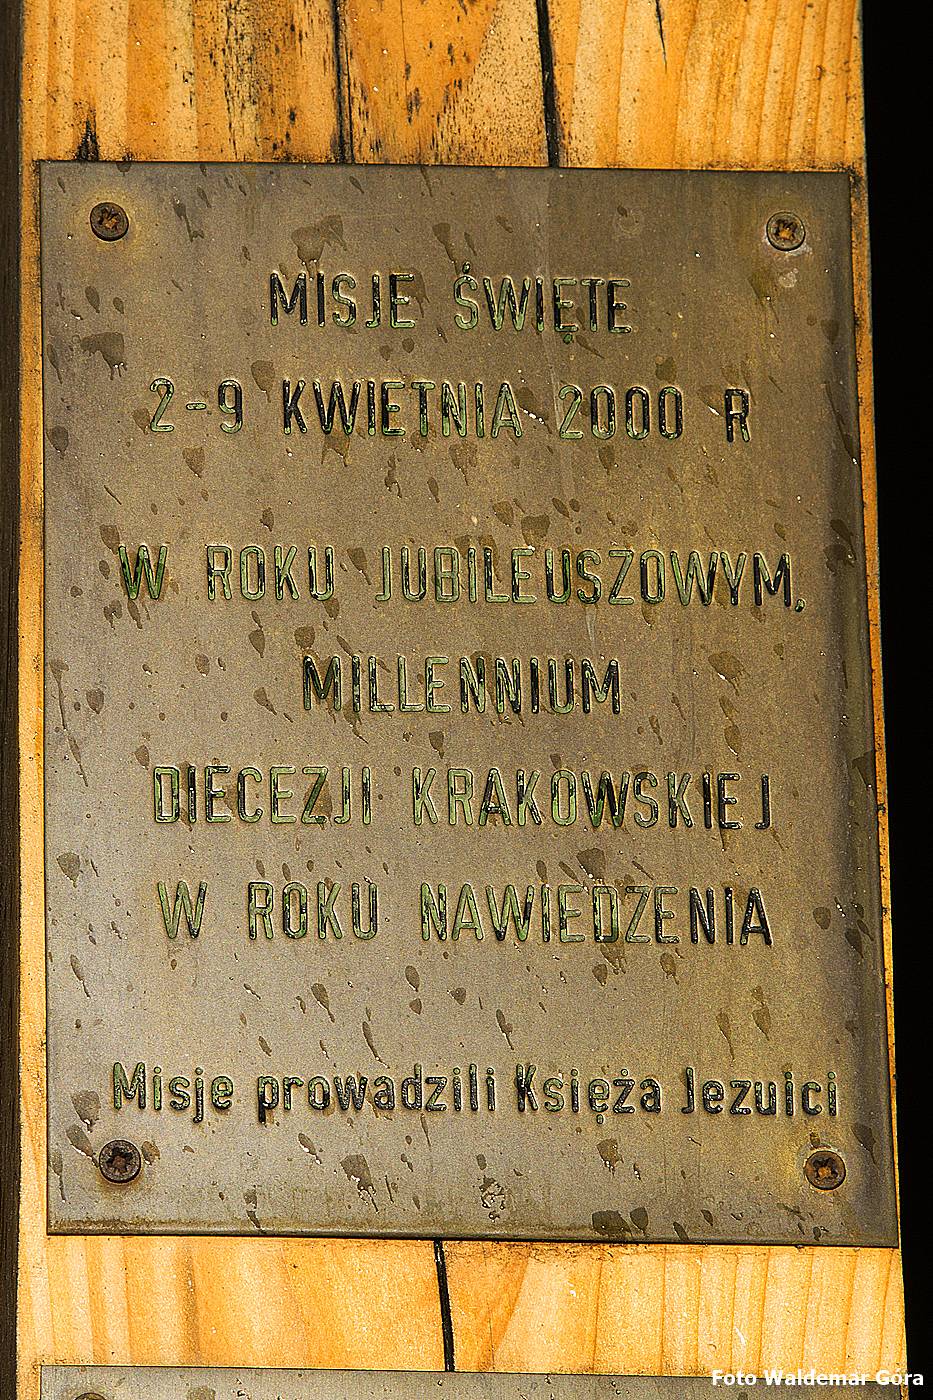 MISJE ŚWIĘTE
2-9 KWIETNIA 2000 R
W ROKU JUBILEUSZOWYM,
MILLENNIUM
DIECEZJI KRAKOWSKIEJ
W ROKU NAWIEDZENIA
Misje prowadzili Księża Jezuici
Foto Waldemar Góra